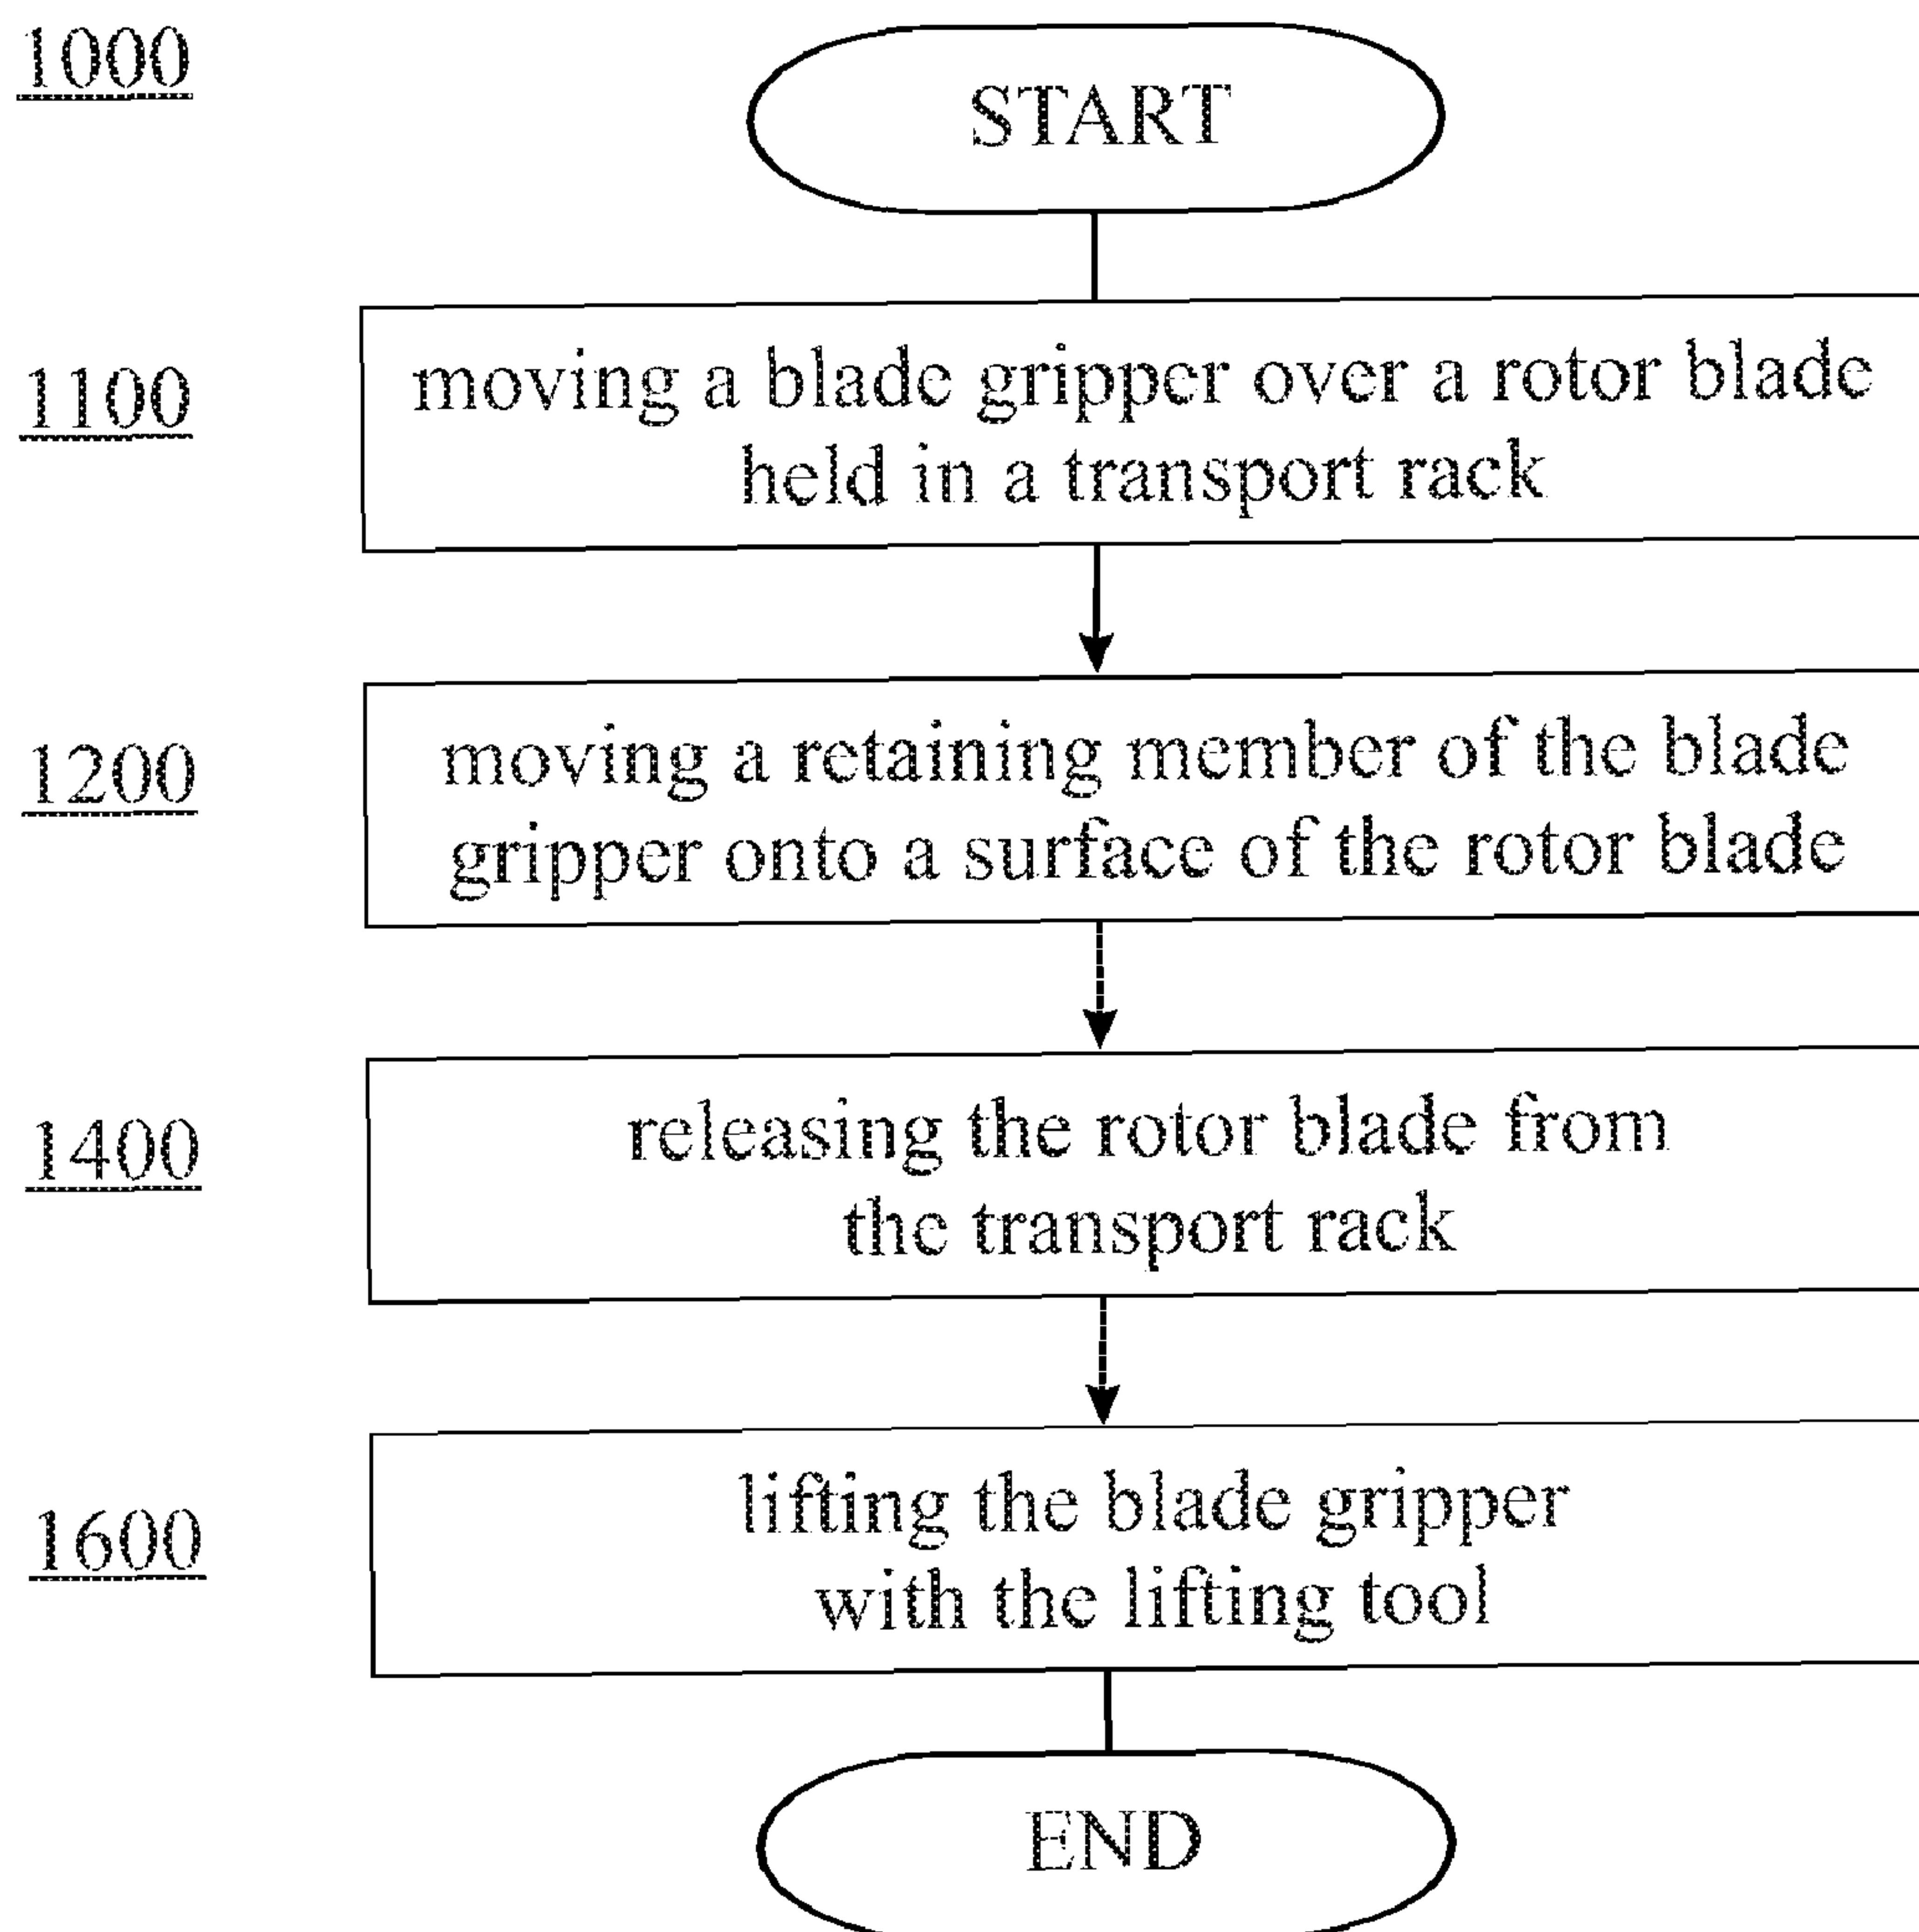 1000
START
1100
moving a blade gripper over a rotor blade
held in a transport rack
1200
moving a retaining member of the blade
gripper onto a surface of the rotor blade
1400
releasing the rotor blade from
the transport rack
1600
lifting the blade gripper
with the lifting tool
END